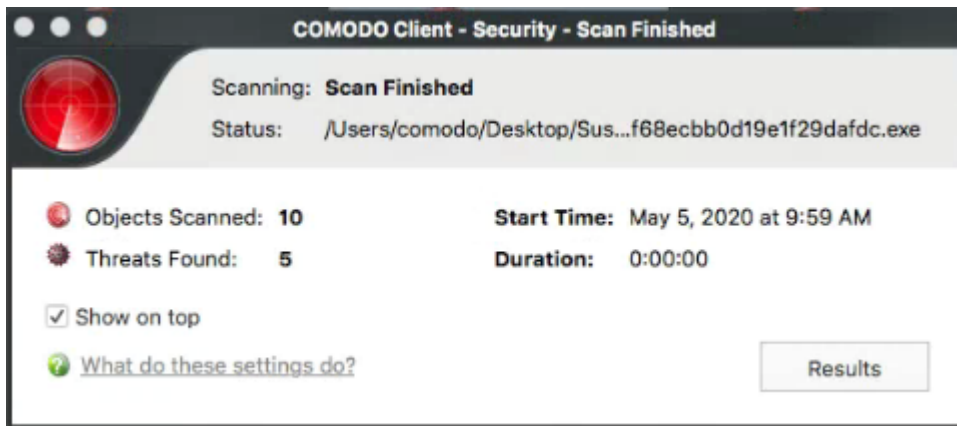 COMODO Client - Security - Scan Finished
Scanning: Scan Finished
Status: /Users/comodo/Desktop/Sus...f68ecbb0d19e1f29dafdc.exe
Objects Scanned: 10
Start Time: May 5, 2020 at 9:59 AM
Threats Found: 5
Duration: 0:00:00
Show on top
What do these settings do?
Results